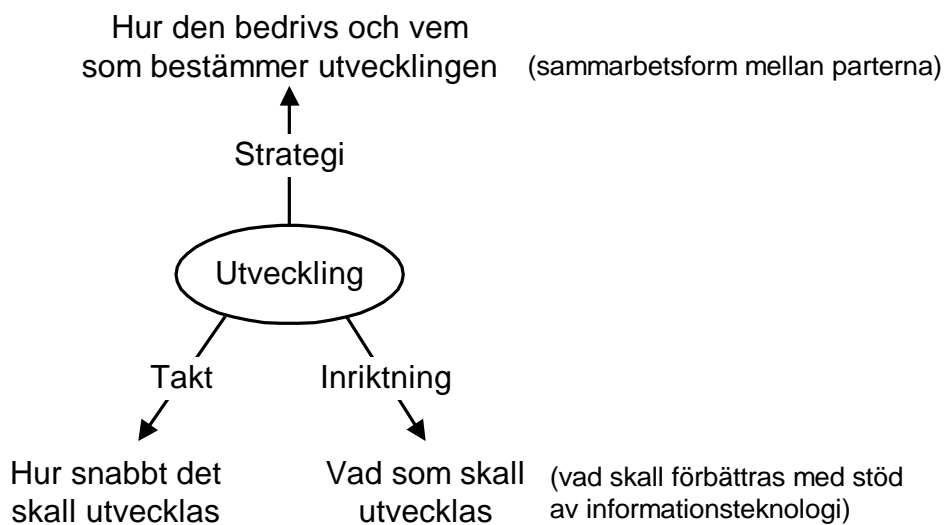 Hur den bedrivs och vem
som bestämmer utvecklingen (sammarbetsform mellan parterna)
Strategi
Utveckling
Takt Inriktning
Hur snabbt det
skall utvecklas
Vad som skall
utvecklas
(vad skall förbättras med stöd
av informationsteknologi)